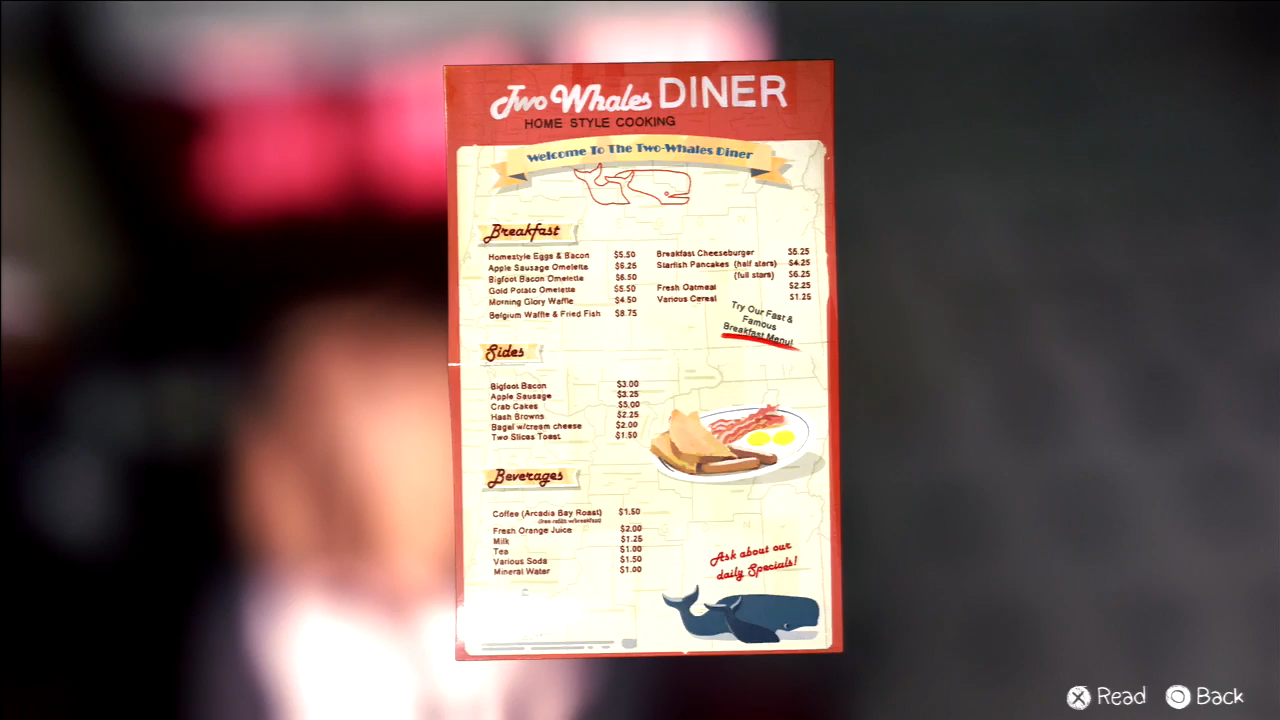 Two Whales DINER
HOME STYLE COOKING
Welcome To The Two-Whales Diner
Breakfast
Homestyle Eggs & Bacon $5.50
Apple Sausage Omelette $6.25
Bigfoot Bacon Omelette $6.50
Gold Potato Omelette $5.50
Morning Glory Waffle $4.50
Belgium Waffle & Fried Fish $8.75
Breakfast Cheeseburger $5.25
Starfish Pancakes (half stars) $4.25
(full stars) $6.25
Fresh Oatmeal $2.25
Various Cereal $1.25
Try Our Fast &
Famous
Breakfast Menu!
Sides
Bigfoot Bacon $3.00
Apple Sausage $3.25
Crab Cakes $5.00
Hash Browns $2.25
Bagel w/cream cheese $2.00
Two Slices Toast $1.50
Beverages
Coffee (Arcadia Bay Roast) $1.50
(free refills w/breakfast)
Fresh Orange Juice $2.00
Milk $1.25
Tea $1.00
Various Soda $1.50
Mineral Water $1.00
Ask about our
daily Specials!
Read Back